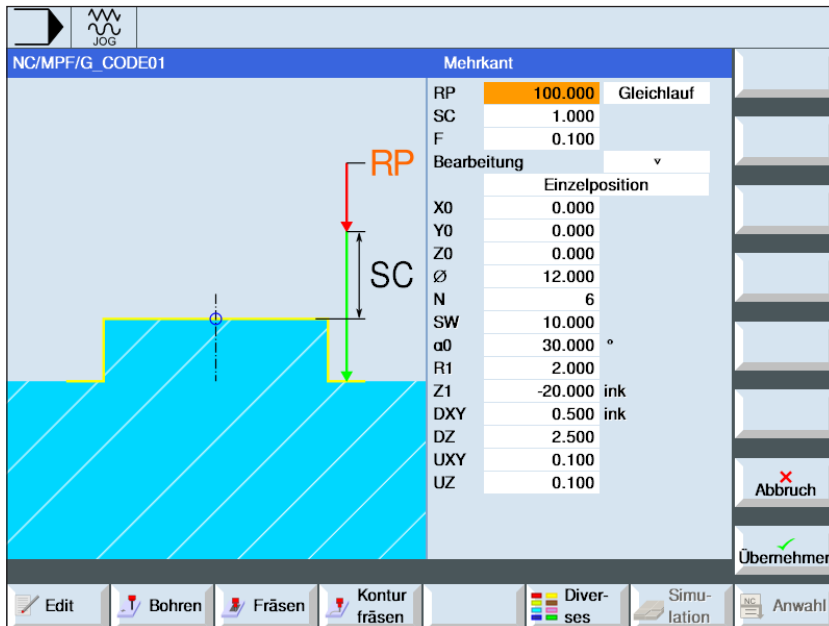 JOG
NC/MPF/G_CODE01
Mehrkant
RP 100.000 Gleichlauf
SC 1.000
F 0.100
Bearbeitung ▿
Einzelposition
X0 0.000
Y0 0.000
Z0 0.000
Ø 12.000
N 6
SW 10.000
α0 30.000 °
R1 2.000
Z1 -20.000 ink
DXY 0.500 ink
DZ 2.500
UXY 0.100
UZ 0.100
RP
SC
Abbruch
Übernehmen
Edit
Bohren
Fräsen
Kontur
fräsen
Diver-
ses
Simu-
lation
NC
Anwahl